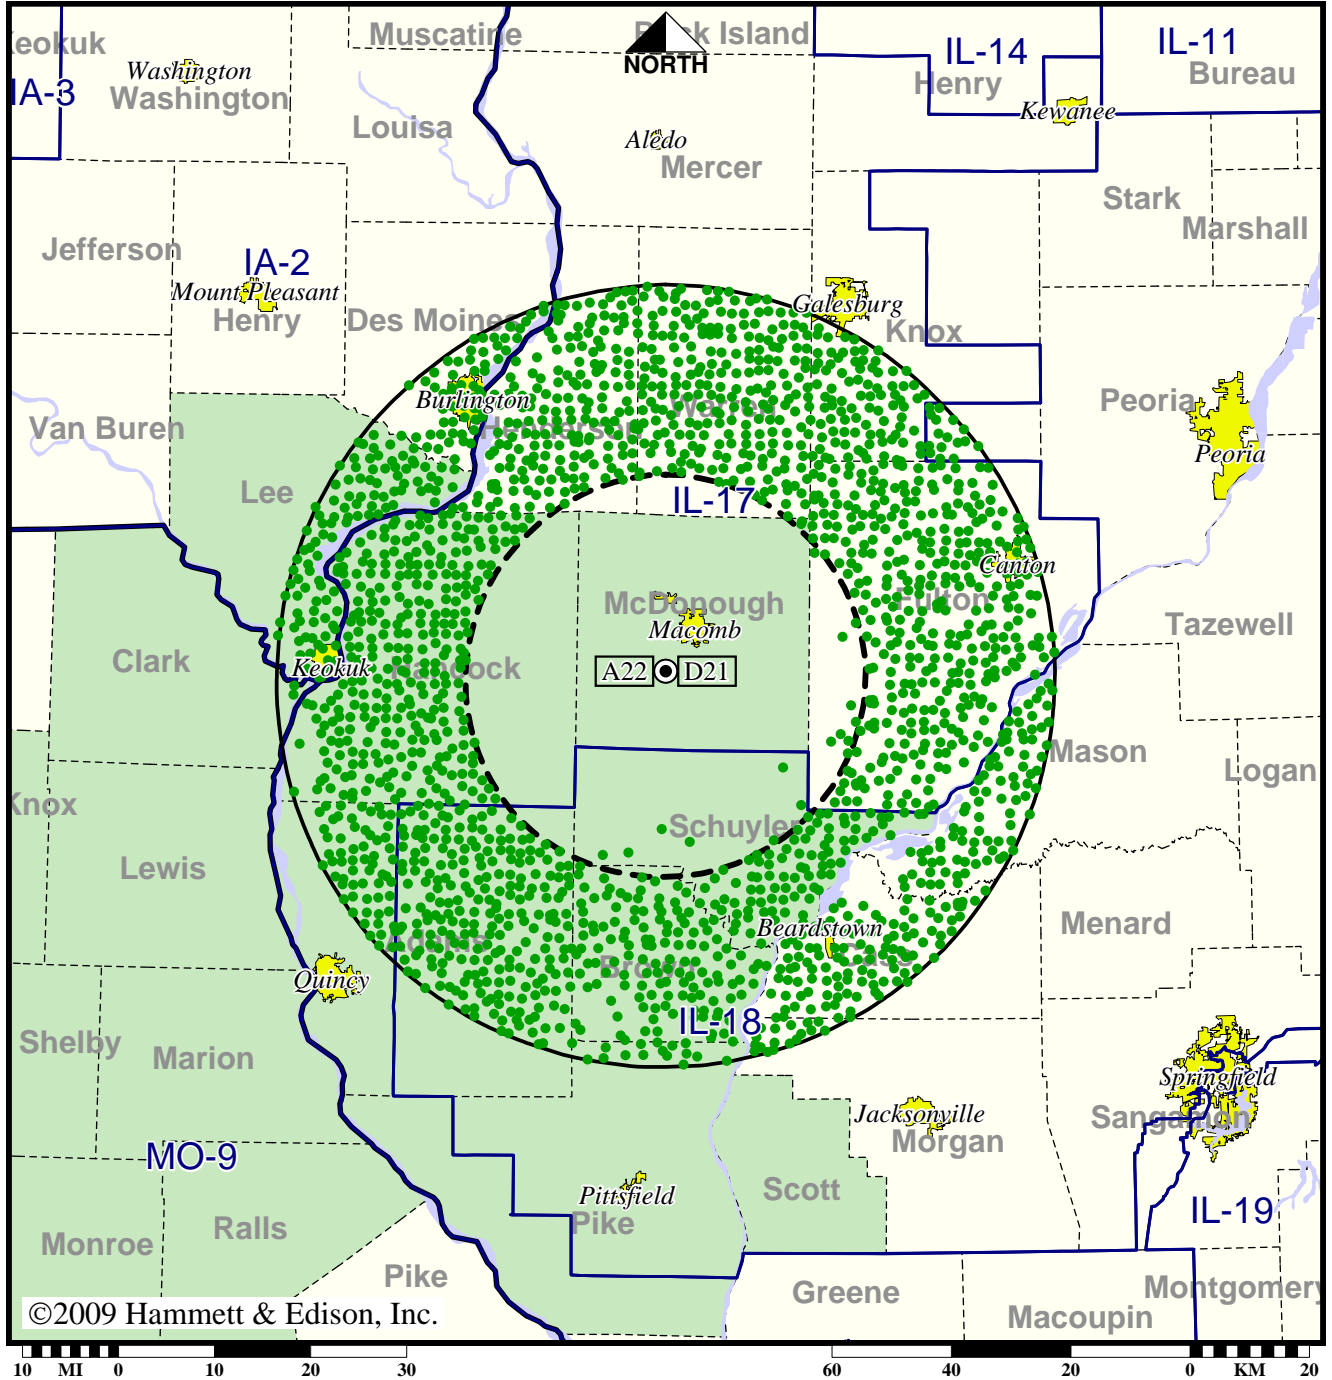 Keokuk
Muscatine
Rock Island
IL-14
IL-11
Washington
NORTH
Bureau
IA-3
Washington
Henry
Kewanee
Louisa
Aledo
Mercer
Stark
Marshall
Jefferson
IA-2
Mount Pleasant
Galesburg
Henry
Des Moines
Knox
Burlington
Warren
Peoria
Van Buren
Henderson
Peoria
Lee
IL-17
Canton
McDonough
Fulton
Macomb
Tazewell
Clark
Keokuk
Hancock
A22
D21
Mason
Logan
Knox
Schuyler
Lewis
Menard
Beardstown
Adams
Cass
Brown
Quincy
IL-18
Shelby
Marion
Springfield
Jacksonville
Sangamon
Morgan
MO-9
Scott
Pittsfield
Pike
IL-19
Ralls
Monroe
Pike
Greene
Montgomery
Macoupin
©2009 Hammett & Edison, Inc.
10 MI 0 10 20 30
60 40 20 0 KM 20